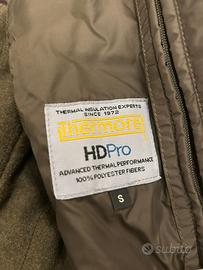 THERMAL INSULATION EXPERTS
SINCE 1972
thermore
HDPro
ADVANCED THERMAL PERFORMANCE
100% POLYESTER FIBERS
S
subito